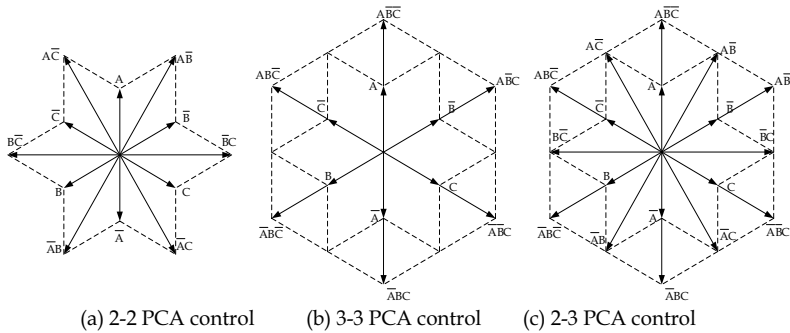 AC̅
AB̅
A
C̅
B̅
BC̅
B̅C
B
C
A̅B
A̅
A̅C
(a) 2-2 PCA control
AB̅C̅
ABC̅
AB̅C
A
C̅
B̅
B
C
A̅
A̅BC̅
A̅B̅C
A̅BC
(b) 3-3 PCA control
AB̅C̅
AC̅
AB̅
ABC̅
A
C̅
B̅
BC̅
B̅C
B
C
A̅
A̅BC̅
A̅B
A̅C
A̅B̅C
A̅BC
(c) 2-3 PCA control